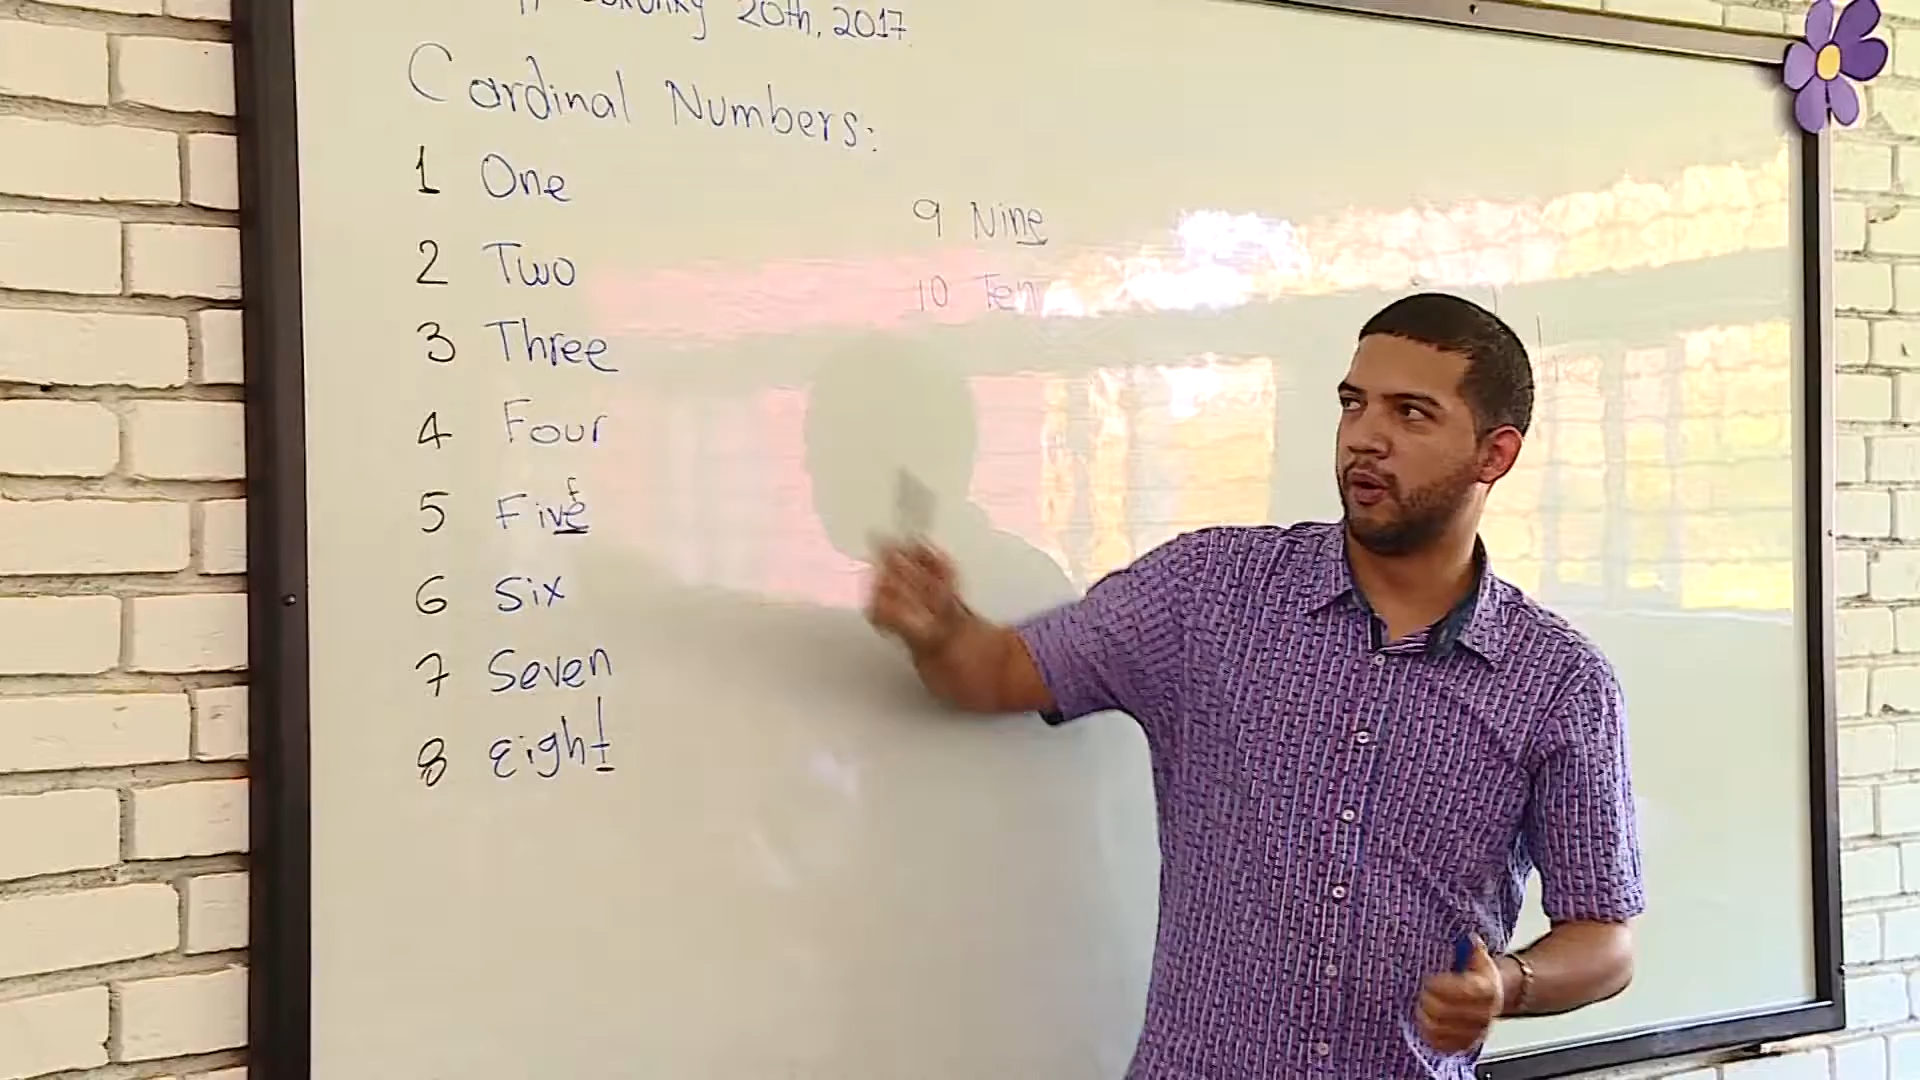 20th, 2017
Cardinal Numbers:
1 One
2 Two
3 Three
4 Four
f
5 Five
6 Six
7 Seven
8 Eight
9 Nine
10 Ten